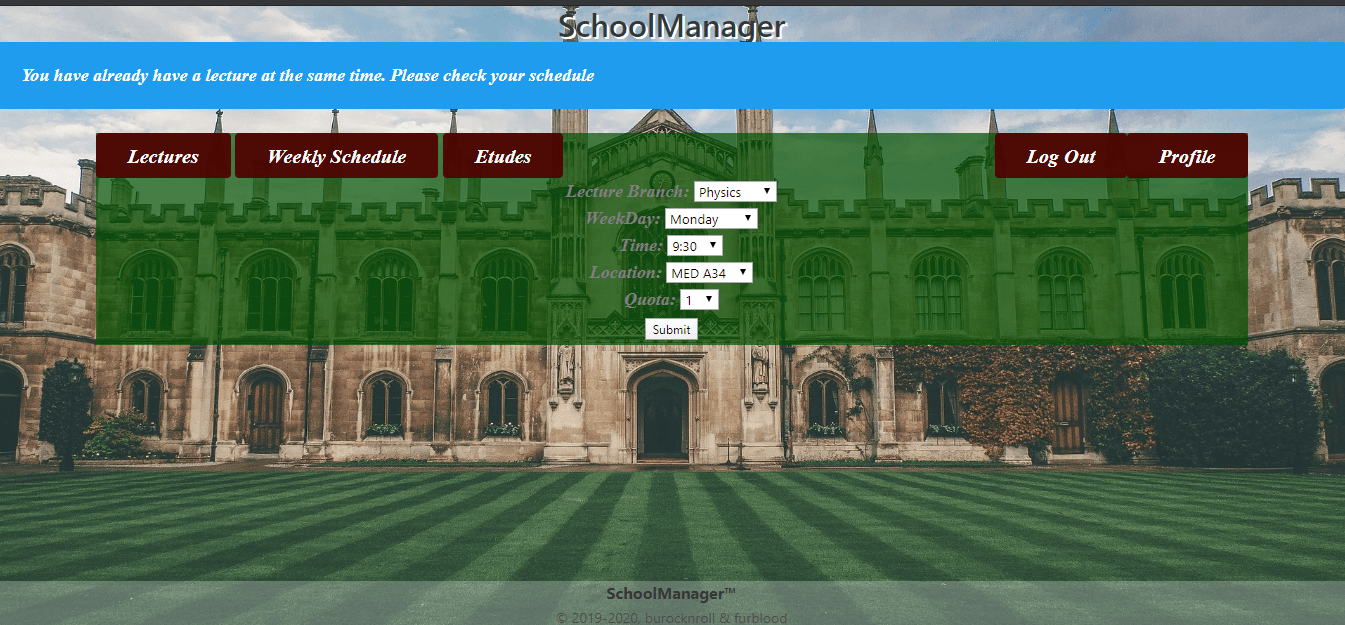 SchoolManager
You have already have a lecture at the same time. Please check your schedule
Lectures Weekly Schedule Etudes Log Out Profile
Lecture Branch: Physics
WeekDay: Monday
Time: 9:30
Location: MED A34
Quota: 1
Submit
SchoolManager™
© 2019-2020, burocknroll & furblood